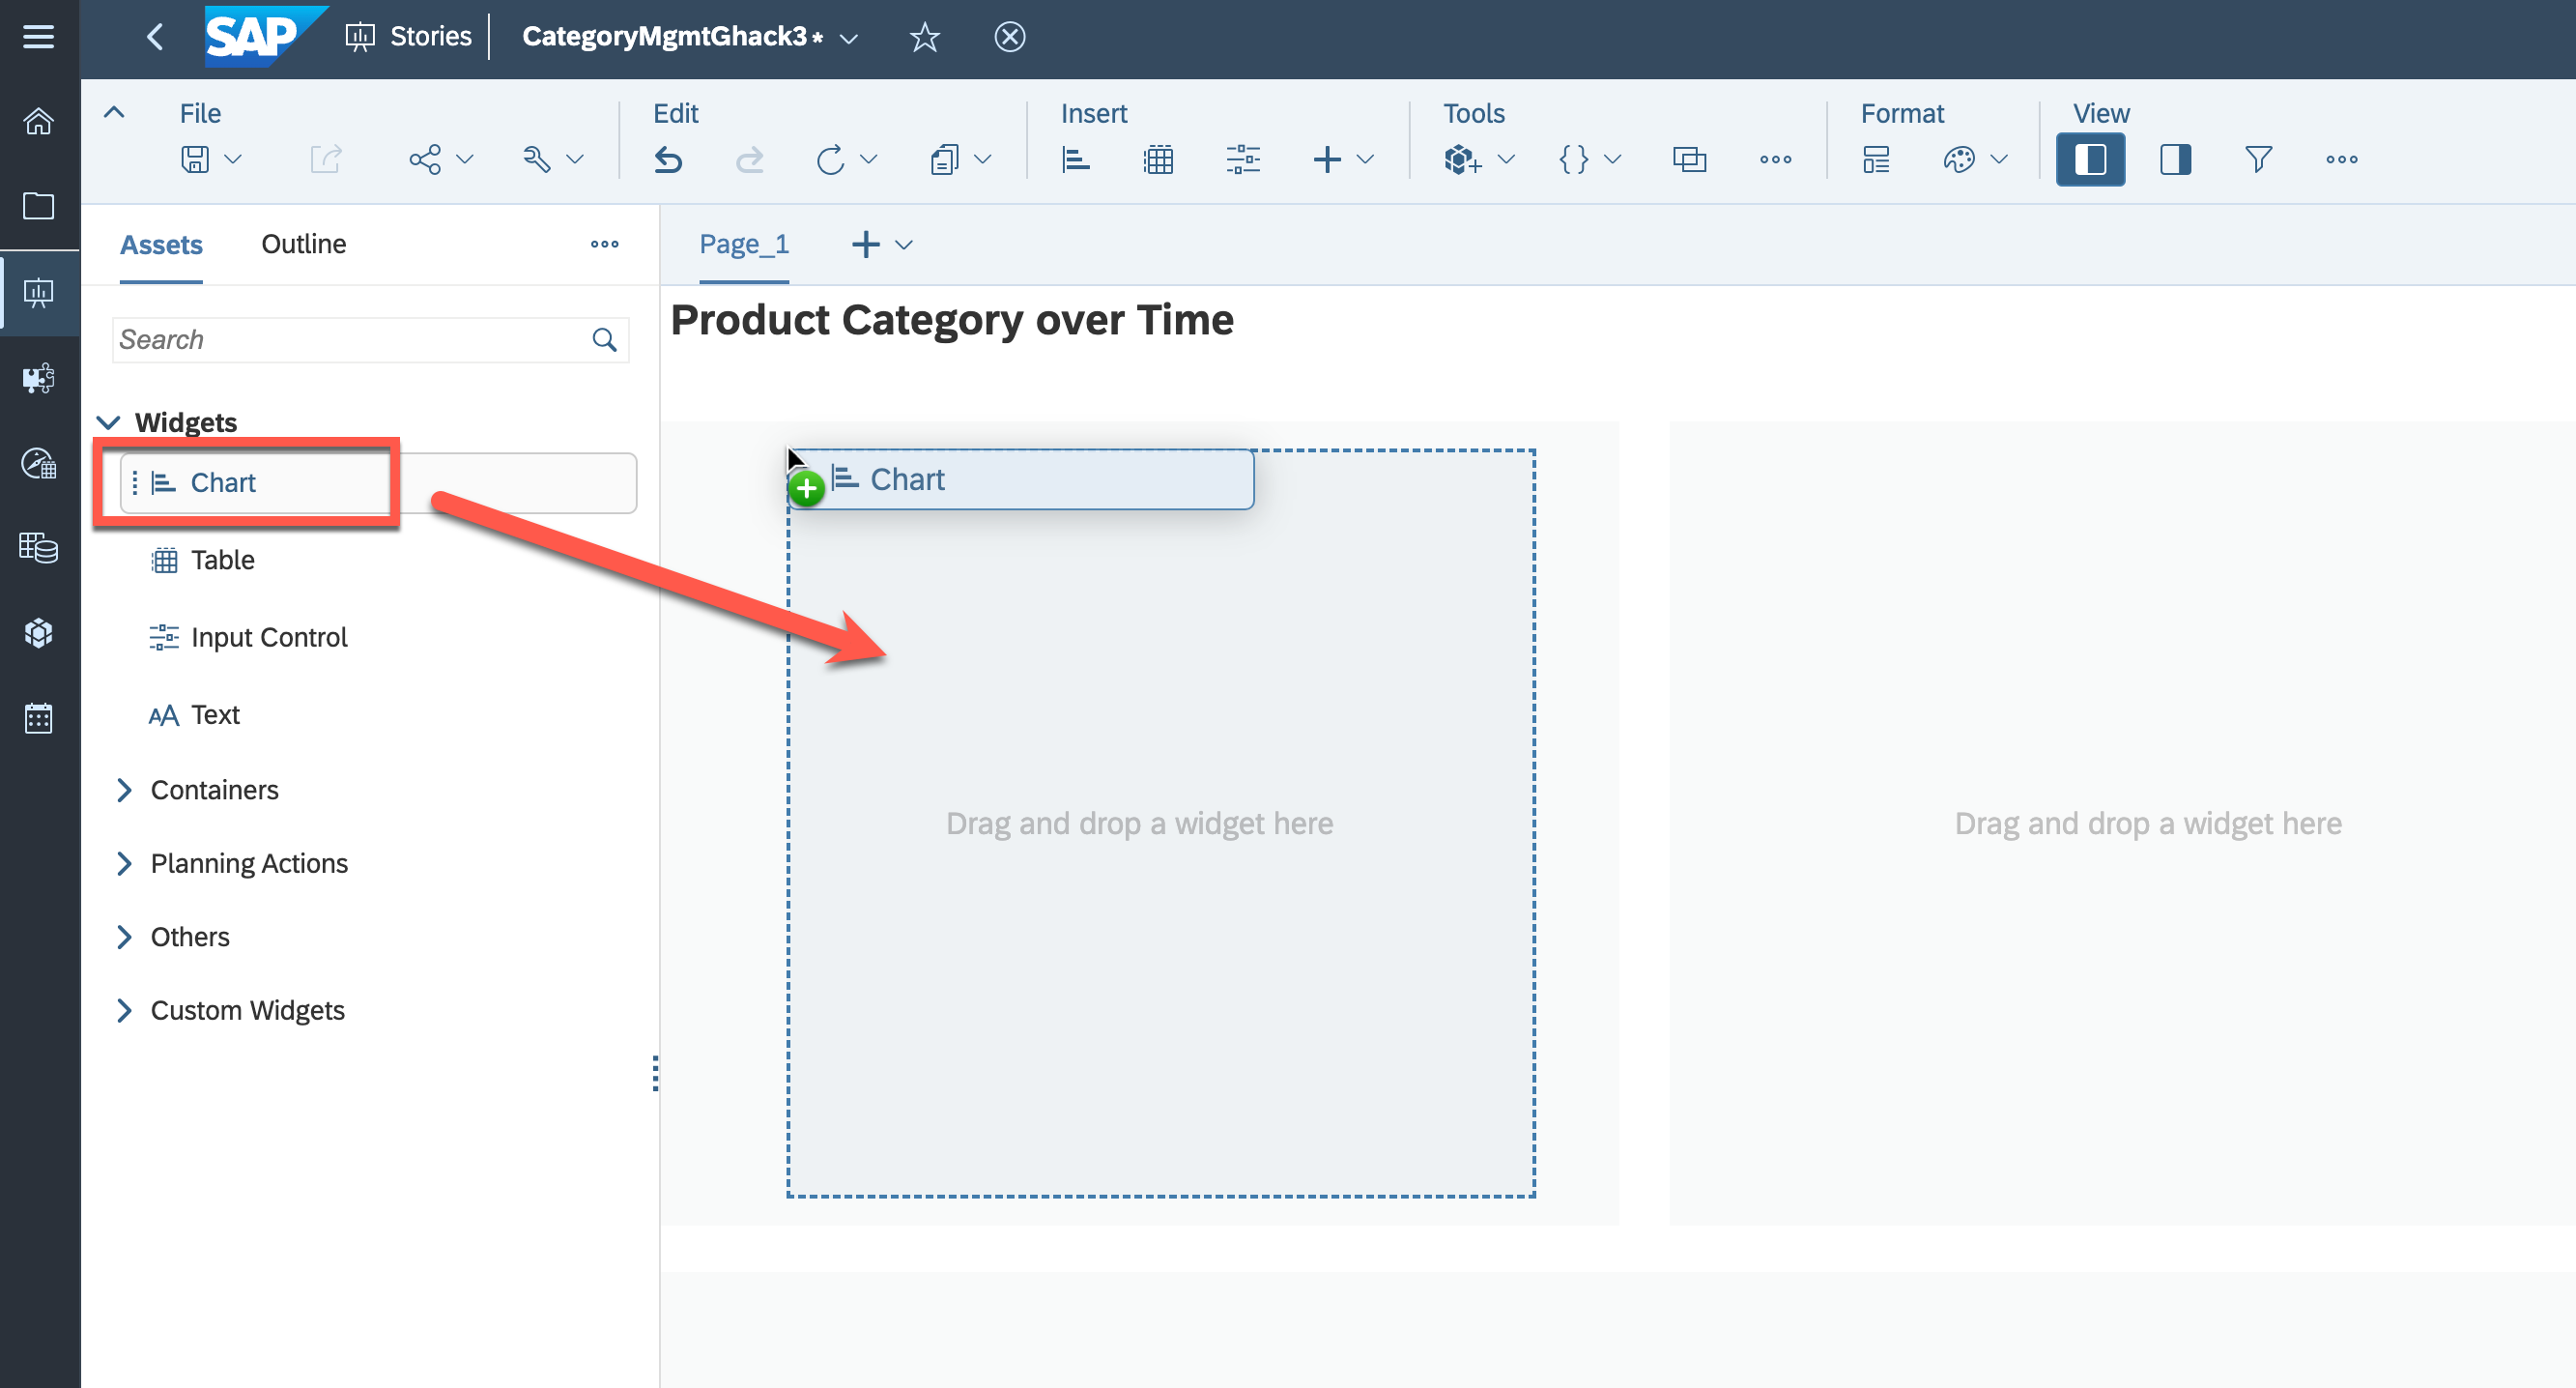 SAP Stories CategoryMgmtGhack3*
File Edit Insert Tools Format View
Assets Outline Page_1
Product Category over Time
Search
Widgets
Chart
Chart
Table
Input Control
Text
Drag and drop a widget here
Drag and drop a widget here
Containers
Planning Actions
Others
Custom Widgets